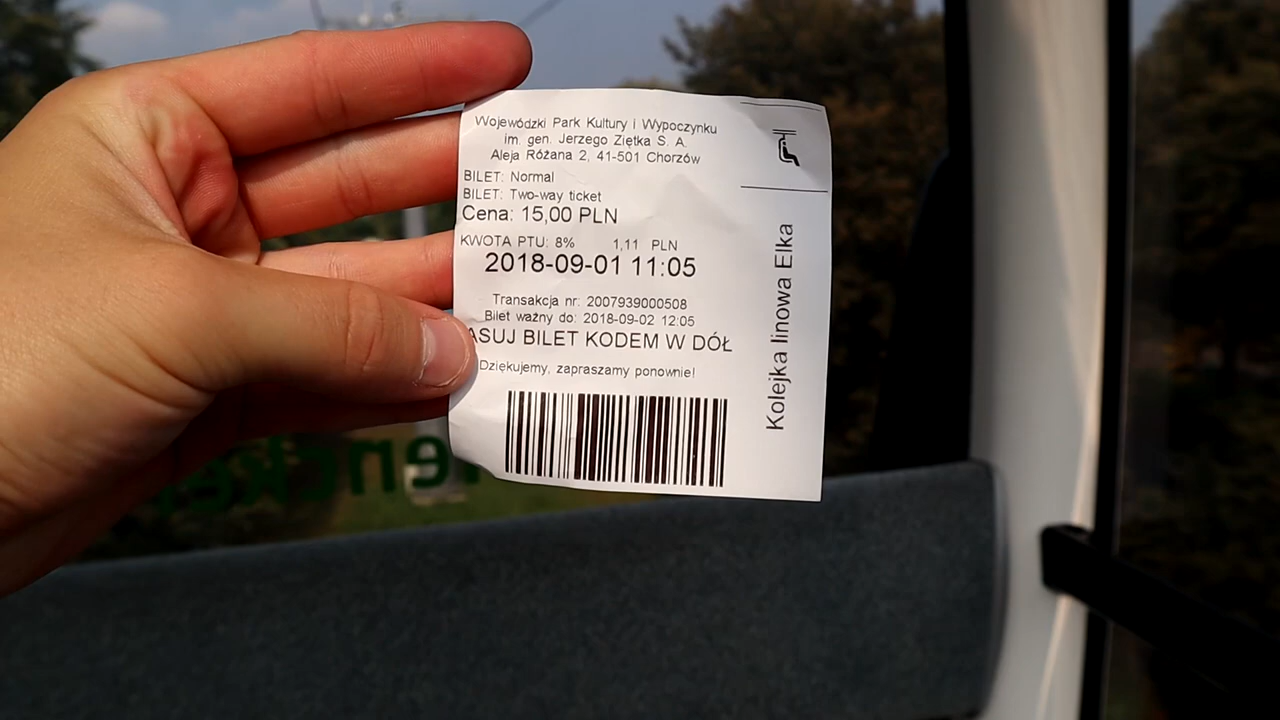 Wojewódzki Park Kultury i Wypoczynku
im. gen. Jerzego Ziętka S. A.
Aleja Różana 2, 41-501 Chorzów
BILET: Normal
BILET: Two-way ticket
Cena: 15,00 PLN
KWOTA PTU: 8% 1,11 PLN
2018-09-01 11:05
Transakcja nr: 2007939000508
Bilet ważny do: 2018-09-02 12:05
ASUJ BILET KODEM W DÓŁ
Dziękujemy, zapraszamy ponownie!
Kolejka linowa Elka